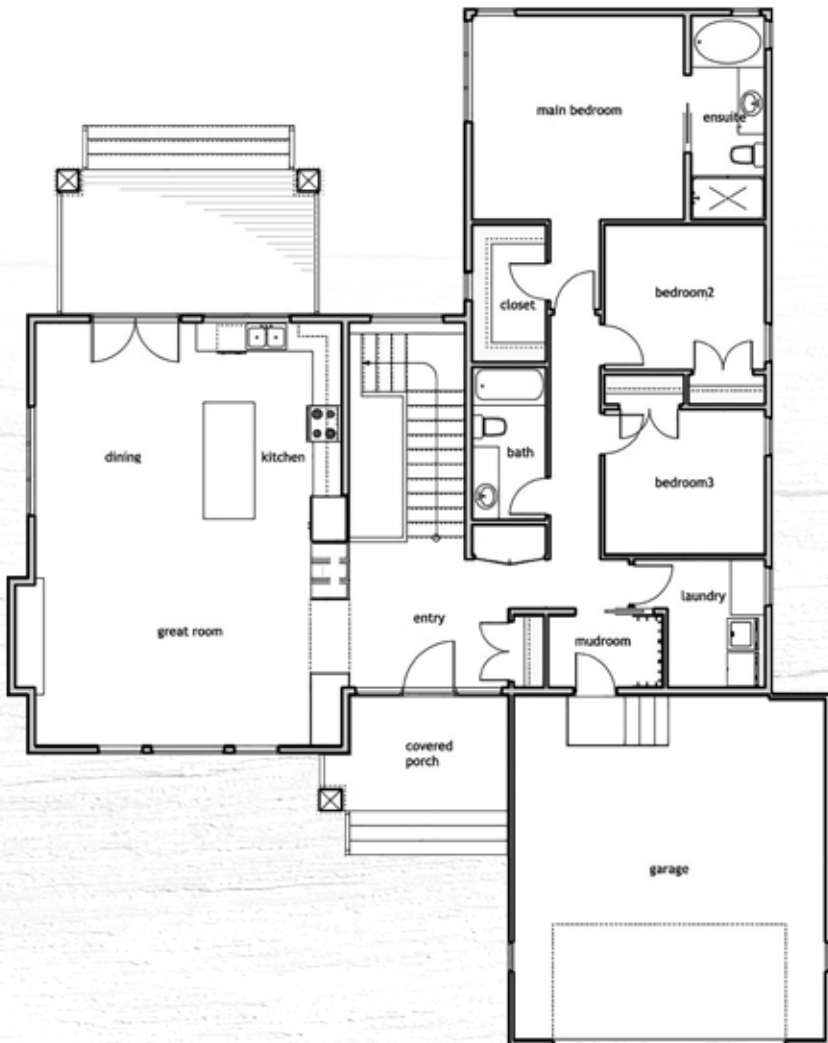 main bedroom
ensuite
bedroom2
closet
dining
kitchen
bath
bedroom3
laundry
entry
great room
mudroom
covered
porch
garage